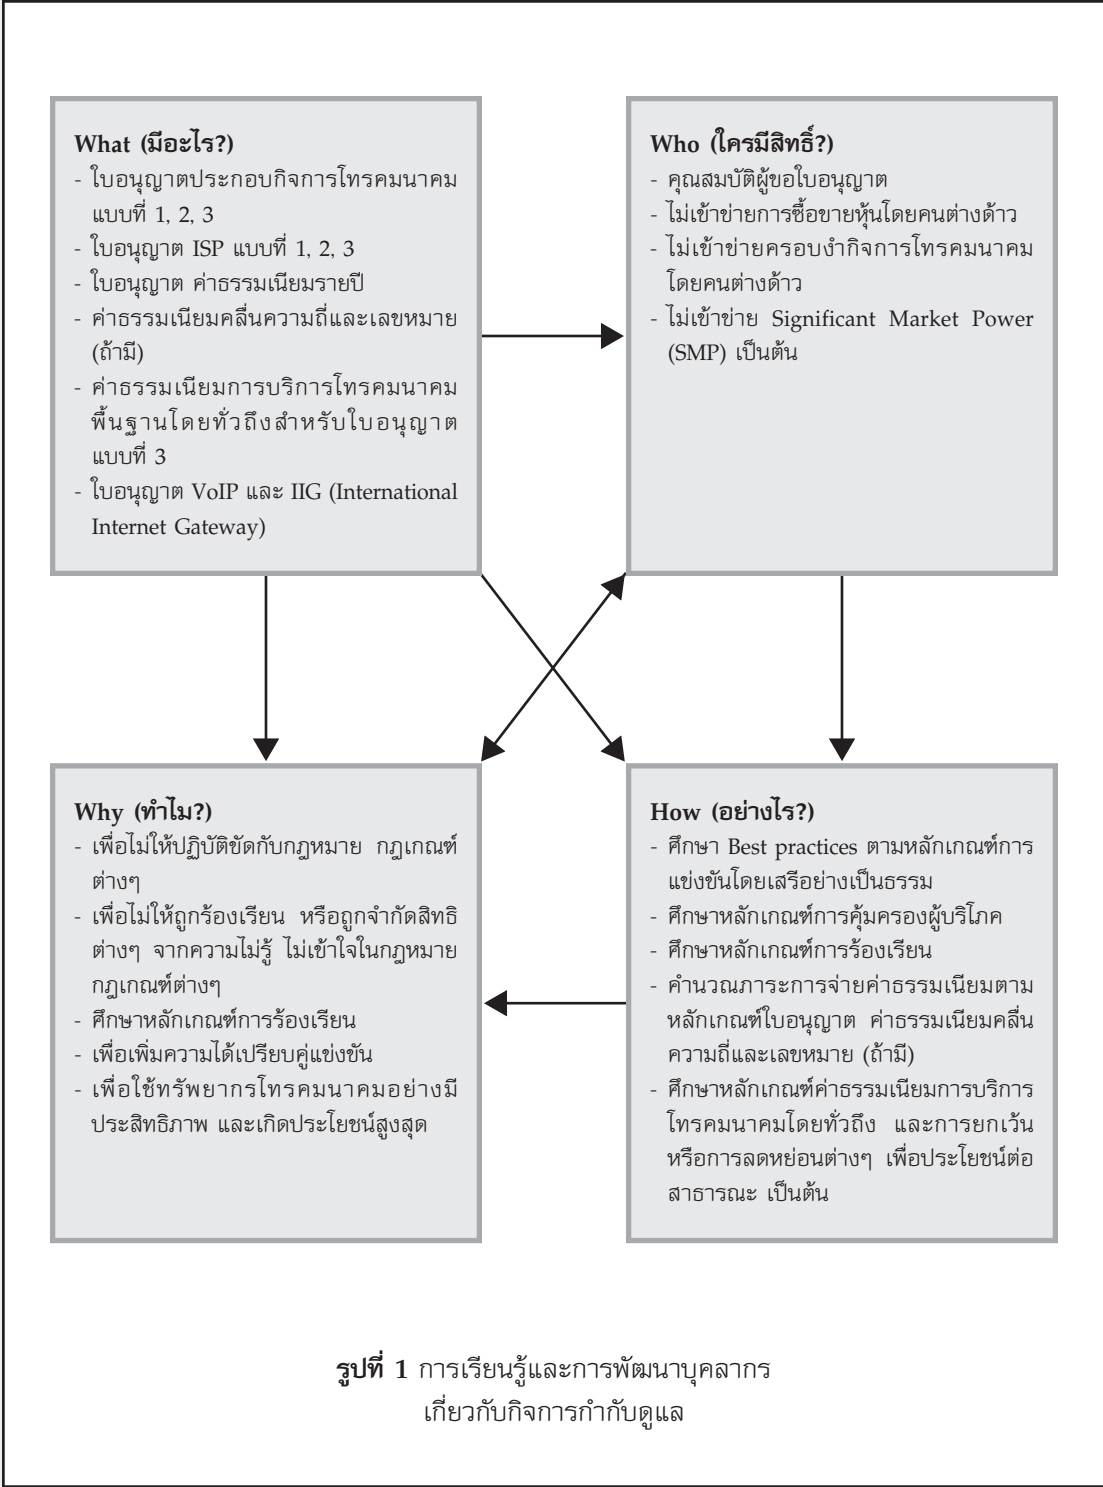 What (มีอะไร?)
- ใบอนุญาตประกอบกิจการโทรคมนาคม
แบบที่ 1, 2, 3
- ใบอนุญาต ISP แบบที่ 1, 2, 3
- ใบอนุญาต ค่าธรรมเนียมรายปี
- ค่าธรรมเนียมคลื่นความถี่และเลขหมาย
(ถ้ามี)
- ค่าธรรมเนียมการบริการโทรคมนาคม
พื้นฐานโดยทั่วถึงสำหรับใบอนุญาต
แบบที่ 3
- ใบอนุญาต VoIP และ IIG (International
Internet Gateway)
Who (ใครมีสิทธิ์?)
- คุณสมบัติผู้ขอใบอนุญาต
- ไม่เข้าข่ายการซื้อขายหุ้นโดยคนต่างด้าว
- ไม่เข้าข่ายครอบงำกิจการโทรคมนาคม
โดยคนต่างด้าว
- ไม่เข้าข่าย Significant Market Power
(SMP) เป็นต้น
Why (ทำไม?)
- เพื่อไม่ให้ปฏิบัติขัดกับกฎหมาย กฎเกณฑ์
ต่างๆ
- เพื่อไม่ให้ถูกร้องเรียน หรือถูกจำกัดสิทธิ
ต่างๆ จากความไม่รู้ ไม่เข้าใจในกฎหมาย
กฎเกณฑ์ต่างๆ
- ศึกษาหลักเกณฑ์การร้องเรียน
- เพื่อเพิ่มความได้เปรียบคู่แข่งขัน
- เพื่อใช้ทรัพยากรโทรคมนาคมอย่างมี
ประสิทธิภาพ และเกิดประโยชน์สูงสุด
How (อย่างไร?)
- ศึกษา Best practices ตามหลักเกณฑ์การ
แข่งขันโดยเสรีอย่างเป็นธรรม
- ศึกษาหลักเกณฑ์การคุ้มครองผู้บริโภค
- ศึกษาหลักเกณฑ์การร้องเรียน
- คำนวณภาระการจ่ายค่าธรรมเนียมตาม
หลักเกณฑ์ใบอนุญาต ค่าธรรมเนียมคลื่น
ความถี่และเลขหมาย (ถ้ามี)
- ศึกษาหลักเกณฑ์ค่าธรรมเนียมการบริการ
โทรคมนาคมโดยทั่วถึง และการยกเว้น
หรือการลดหย่อนต่างๆ เพื่อประโยชน์ต่อ
สาธารณะ เป็นต้น
รูปที่ 1 การเรียนรู้และการพัฒนาบุคลากร
เกี่ยวกับกิจการกำกับดูแล